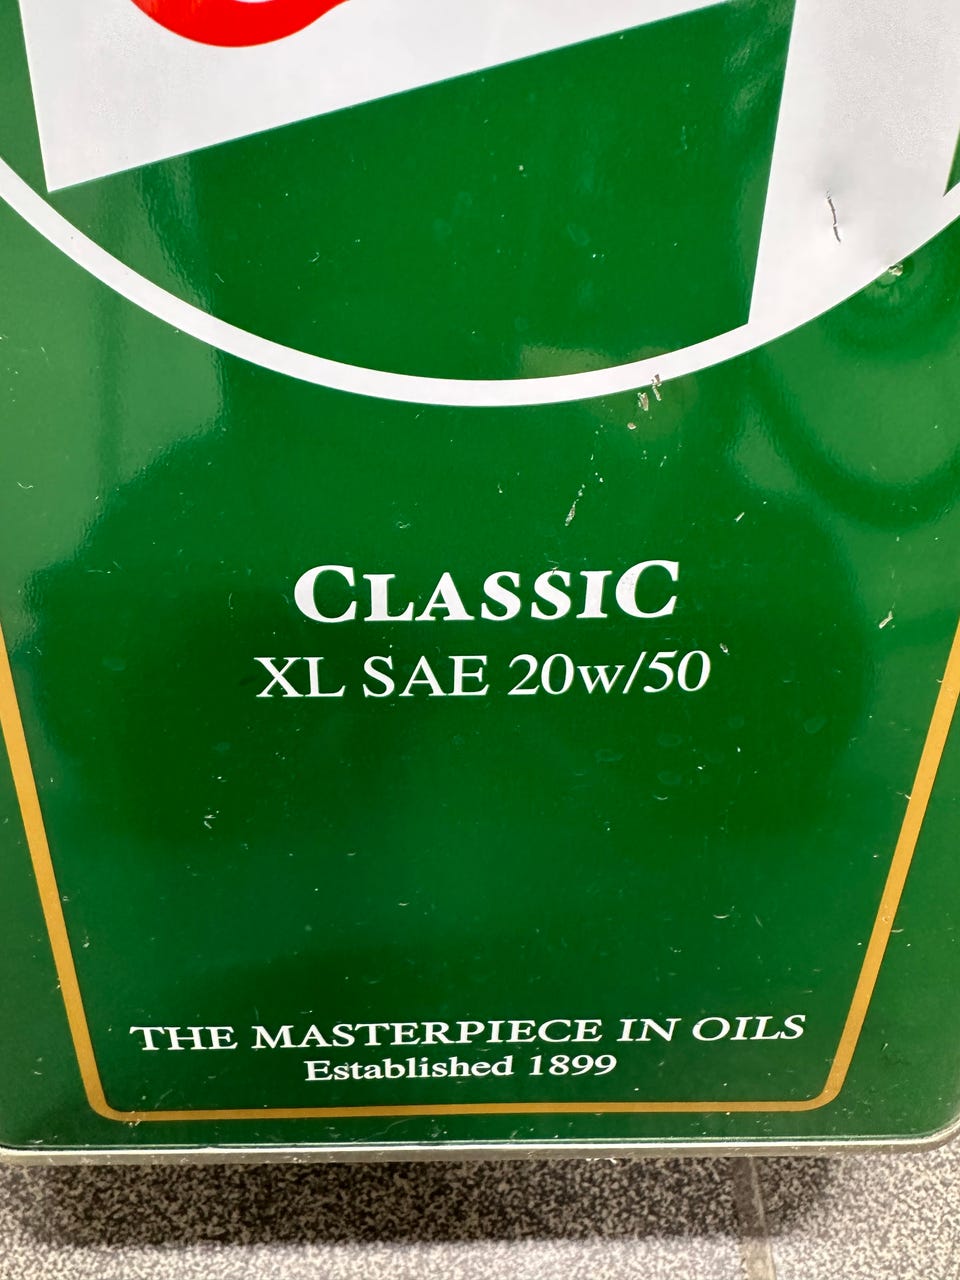 CLASSIC
XL SAE 20w/50
THE MASTERPIECE IN OILS
Established 1899